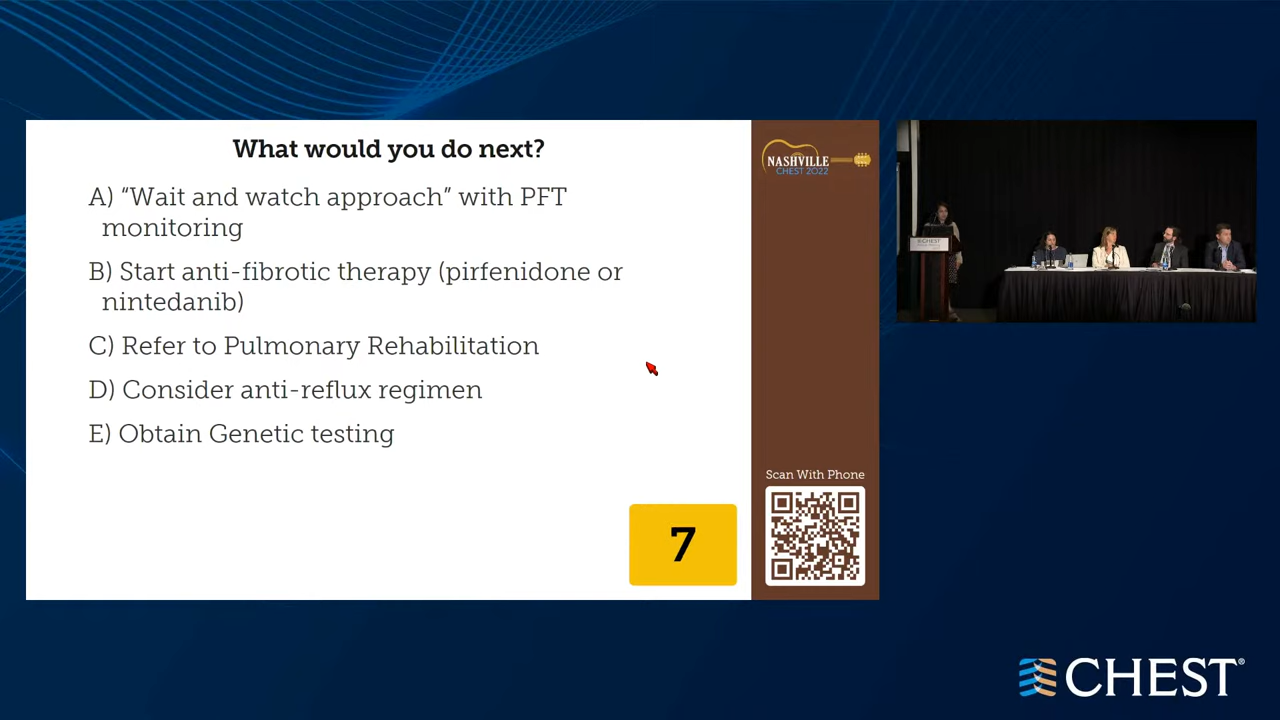 What would you do next?
A) “Wait and watch approach” with PFT
monitoring
B) Start anti-fibrotic therapy (pirfenidone or
nintedanib)
C) Refer to Pulmonary Rehabilitation
D) Consider anti-reflux regimen
E) Obtain Genetic testing
7
NASHVILLE
CHEST 2022
Scan With Phone
CHEST
CHEST®